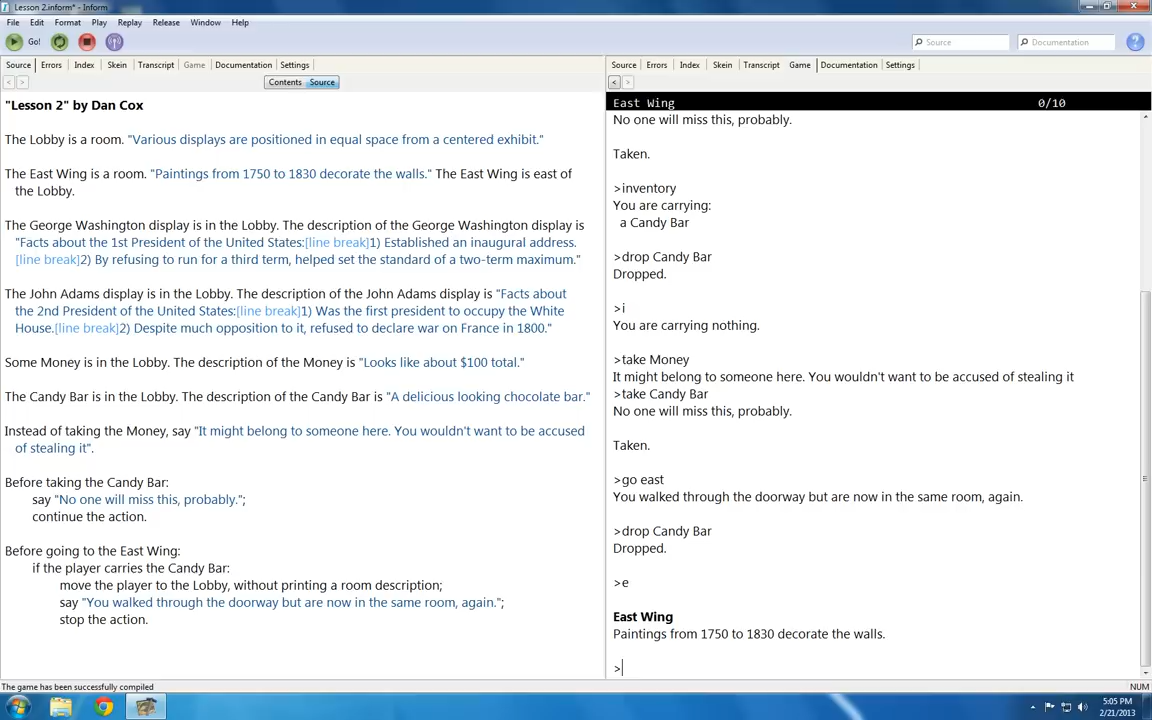 Lesson 2.inform* - Inform
File Edit Format Play Replay Release Window Help
Go!
Source Documentation
Source Errors Index Skein Transcript Game Documentation Settings
Source Errors Index Skein Transcript Game Documentation Settings
< > Contents Source
< >
"Lesson 2" by Dan Cox
The Lobby is a room. "Various displays are positioned in equal space from a centered exhibit."
The East Wing is a room. "Paintings from 1750 to 1830 decorate the walls." The East Wing is east of
the Lobby.
The George Washington display is in the Lobby. The description of the George Washington display is
"Facts about the 1st President of the United States:[line break]1) Established an inaugural address.
[line break]2) By refusing to run for a third term, helped set the standard of a two-term maximum."
The John Adams display is in the Lobby. The description of the John Adams display is "Facts about
the 2nd President of the United States:[line break]1) Was the first president to occupy the White
House.[line break]2) Despite much opposition to it, refused to declare war on France in 1800."
Some Money is in the Lobby. The description of the Money is "Looks like about $100 total."
The Candy Bar is in the Lobby. The description of the Candy Bar is "A delicious looking chocolate bar."
Instead of taking the Money, say "It might belong to someone here. You wouldn't want to be accused
of stealing it".
Before taking the Candy Bar:
say "No one will miss this, probably.";
continue the action.
Before going to the East Wing:
if the player carries the Candy Bar:
move the player to the Lobby, without printing a room description;
say "You walked through the doorway but are now in the same room, again.";
stop the action.
East Wing 0/10
No one will miss this, probably.
Taken.
>inventory
You are carrying:
a Candy Bar
>drop Candy Bar
Dropped.
>i
You are carrying nothing.
>take Money
It might belong to someone here. You wouldn't want to be accused of stealing it
>take Candy Bar
No one will miss this, probably.
Taken.
>go east
You walked through the doorway but are now in the same room, again.
>drop Candy Bar
Dropped.
>e
East Wing
Paintings from 1750 to 1830 decorate the walls.
>
The game has been successfully compiled NUM
5:05 PM
2/21/2013